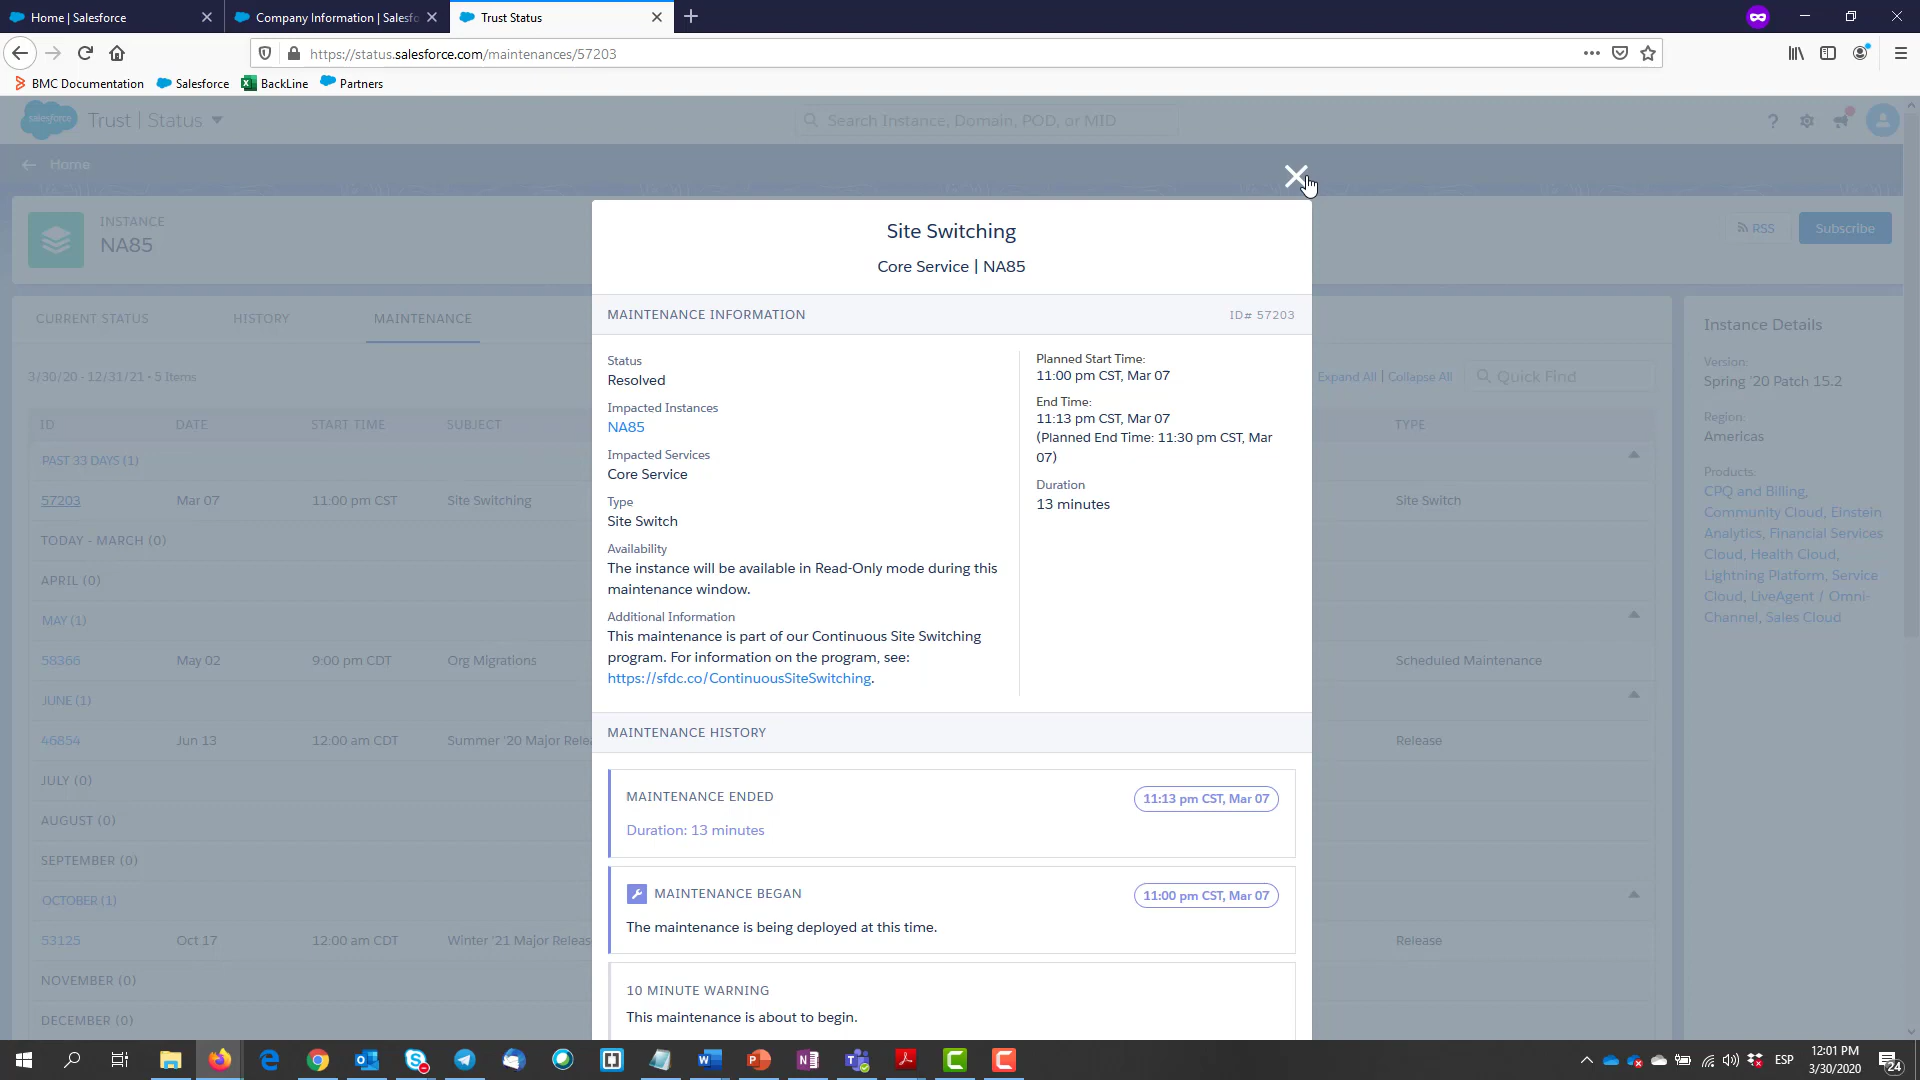 Home | Salesforce
Company Information | Salesfo
Trust Status
https://status.salesforce.com/maintenances/57203
BMC Documentation
Salesforce
BackLine
Partners
salesforce
Trust | Status
Search Instance, Domain, POD, or MID
Home
INSTANCE
NA85
RSS
Subscribe
CURRENT STATUS
HISTORY
MAINTENANCE
3/30/20 - 12/31/21 • 5 Items
Expand All | Collapse All
Quick Find
ID
DATE
START TIME
SUBJECT
TYPE
PAST 33 DAYS (1)
57203
Mar 07
11:00 pm CST
Site Switching
Site Switch
TODAY - MARCH (0)
APRIL (0)
MAY (1)
58366
May 02
9:00 pm CDT
Org Migrations
Scheduled Maintenance
JUNE (1)
46854
Jun 13
12:00 am CDT
Summer '20 Major Relea
Release
JULY (0)
AUGUST (0)
SEPTEMBER (0)
OCTOBER (1)
53125
Oct 17
12:00 am CDT
Winter '21 Major Releas
Release
NOVEMBER (0)
DECEMBER (0)
Site Switching
Core Service | NA85
MAINTENANCE INFORMATION
ID# 57203
Status
Resolved
Impacted Instances
NA85
Impacted Services
Core Service
Type
Site Switch
Availability
The instance will be available in Read-Only mode during this
maintenance window.
Additional Information
This maintenance is part of our Continuous Site Switching
program. For information on the program, see:
https://sfdc.co/ContinuousSiteSwitching.
Planned Start Time:
11:00 pm CST, Mar 07
End Time:
11:13 pm CST, Mar 07
(Planned End Time: 11:30 pm CST, Mar
07)
Duration
13 minutes
MAINTENANCE HISTORY
MAINTENANCE ENDED
11:13 pm CST, Mar 07
Duration: 13 minutes
MAINTENANCE BEGAN
11:00 pm CST, Mar 07
The maintenance is being deployed at this time.
10 MINUTE WARNING
This maintenance is about to begin.
Instance Details
Version:
Spring '20 Patch 15.2
Region:
Americas
Products:
CPQ and Billing,
Community Cloud, Einstein
Analytics, Financial Services
Cloud, Health Cloud,
Lightning Platform, Service
Cloud, LiveAgent / Omni-
Channel, Sales Cloud
ESP
12:01 PM
3/30/2020
24